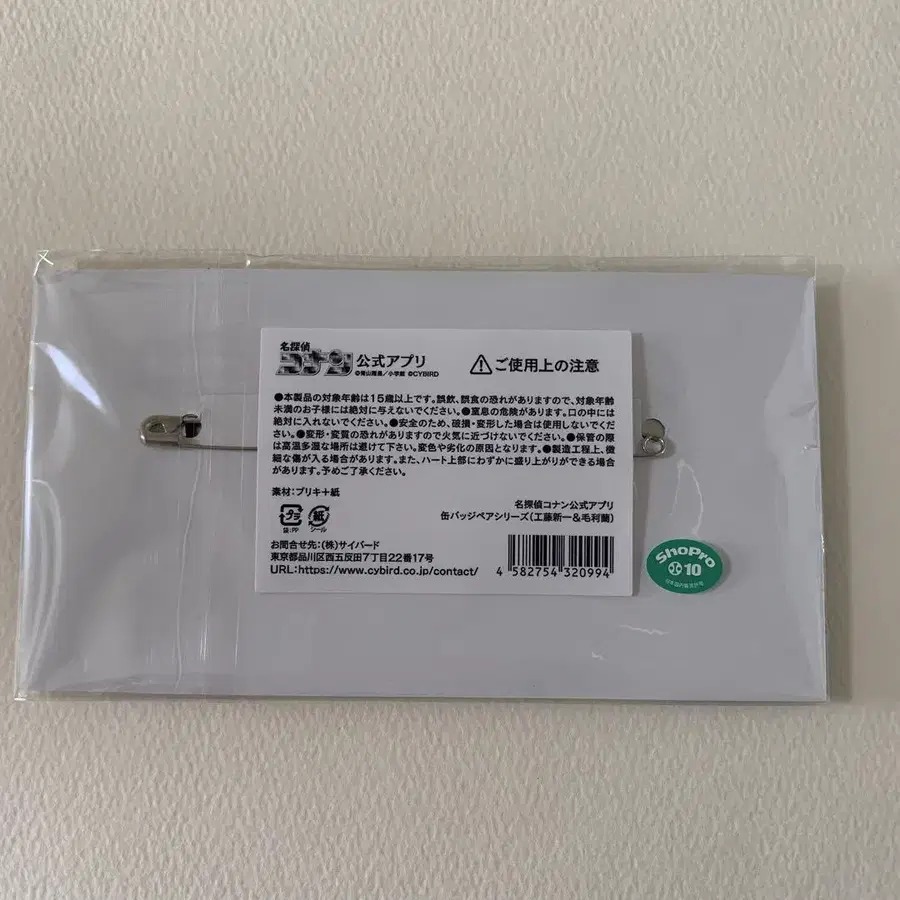 名探偵
コナン 公式アプリ
©青山剛昌/小学館 ©CYBIRD
ご使用上の注意
●本製品の対象年齢は15歳以上です。誤飲、誤食の恐れがありますので、対象年齢
未満のお子様には絶対に与えないでください。●窒息の危険があります。口の中には
絶対に入れないでください。●安全のため、破損・変形した場合は使用しないでくだ
さい。●変形・変質の恐れがありますので火気に近づけないでください。●保管の際
は高温多湿な場所は避けて下さい。変色や劣化の原因となります。●製造工程上、微
細な傷が入る場合があります。また、ハート上部にわずかに盛り上がりができる場合
があります。予めご了承ください。
素材:ブリキ+紙
名探偵コナン公式アプリ
缶バッジペアシリーズ(工藤新一&毛利蘭)
プラ
袋:PP
紙
シール
お問合せ先:(株)サイバード
東京都品川区西五反田7丁目22番17号
URL:https://www.cybird.co.jp/contact/
4 582754 320994
ShoPro
10